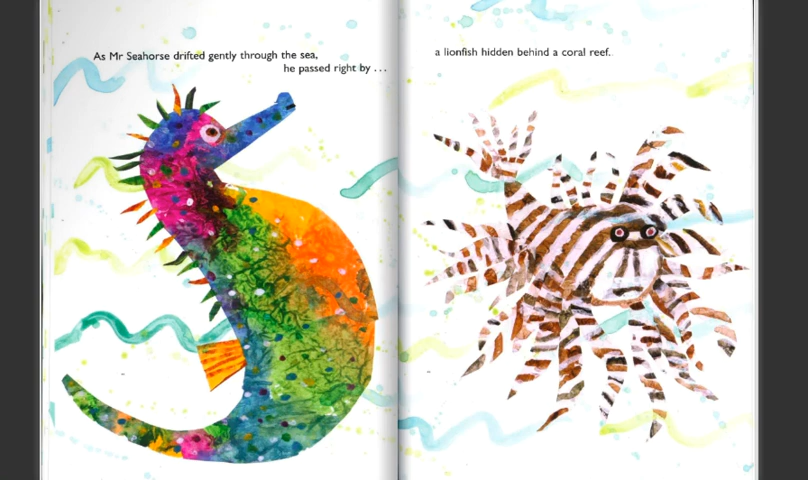 As Mr Seahorse drifted gently through the sea,
he passed right by . . .
a lionfish hidden behind a coral reef.